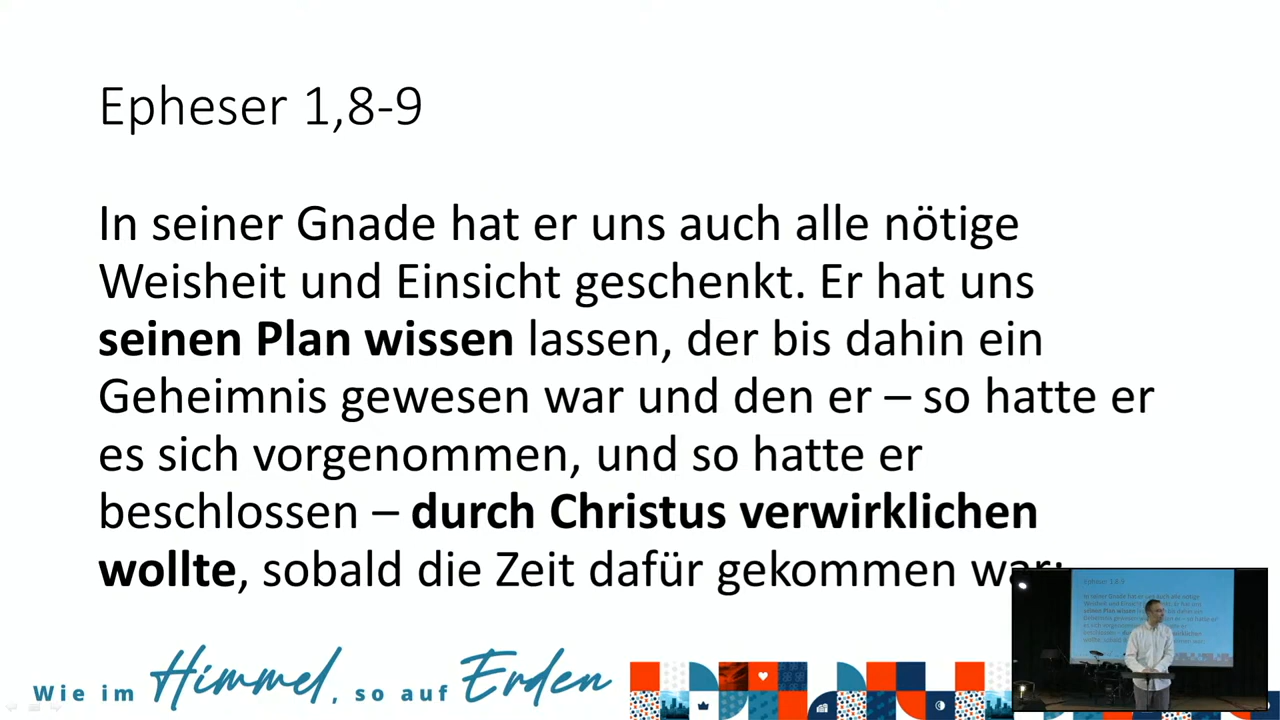 Epheser 1,8-9
In seiner Gnade hat er uns auch alle nötige
Weisheit und Einsicht geschenkt. Er hat uns
seinen Plan wissen lassen, der bis dahin ein
Geheimnis gewesen war und den er – so hatte er
es sich vorgenommen, und so hatte er
beschlossen – durch Christus verwirklichen
wollte, sobald die Zeit dafür gekommen war:
Wie im Himmel, so auf Erden